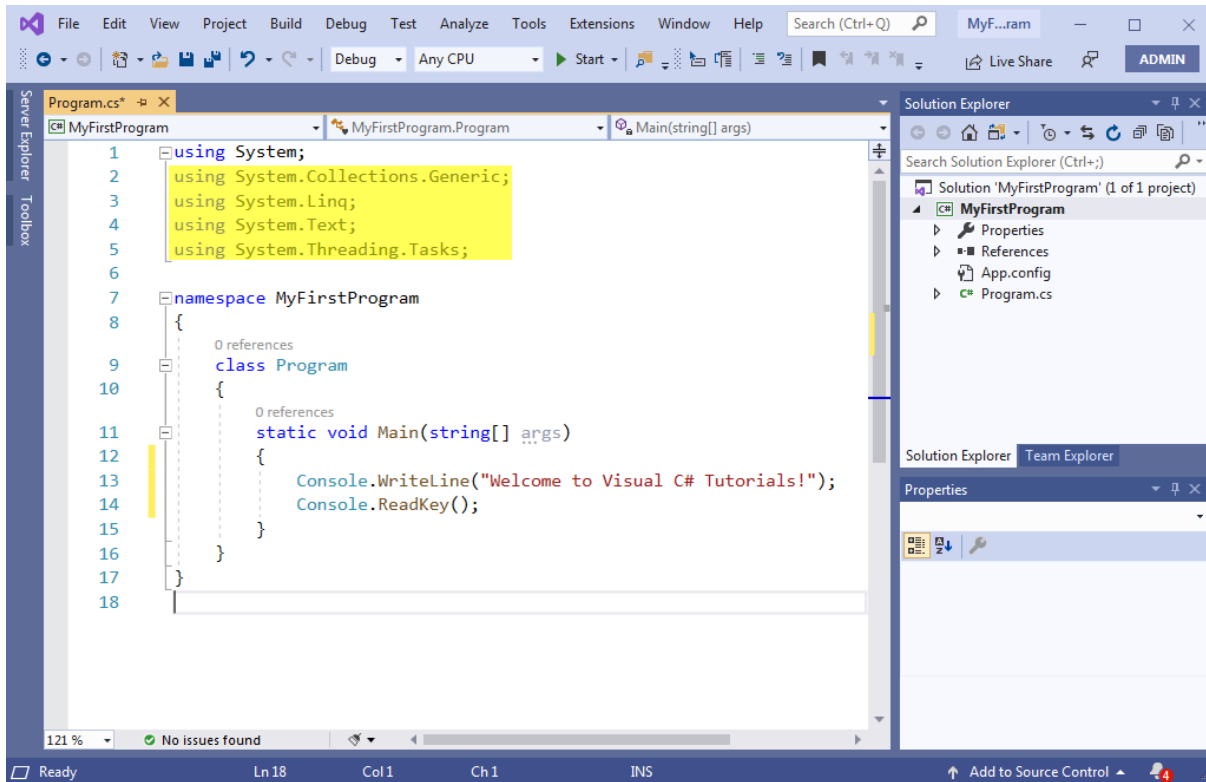 File Edit View Project Build Debug Test Analyze Tools Extensions Window Help Search (Ctrl+Q) MyF...ram
Debug Any CPU Start Live Share ADMIN
Server Explorer
Toolbox
Program.cs*
MyFirstProgram MyFirstProgram.Program Main(string[] args)
1 using System;
2 using System.Collections.Generic;
3 using System.Linq;
4 using System.Text;
5 using System.Threading.Tasks;
6
7 namespace MyFirstProgram
8 {
0 references
9 class Program
10 {
0 references
11 static void Main(string[] args)
12 {
13 Console.WriteLine("Welcome to Visual C# Tutorials!");
14 Console.ReadKey();
15 }
16 }
17 }
18
121 % No issues found
Solution Explorer
Search Solution Explorer (Ctrl+;)
Solution 'MyFirstProgram' (1 of 1 project)
C# MyFirstProgram
Properties
References
App.config
C# Program.cs
Solution Explorer Team Explorer
Properties
Ready Ln 18 Col 1 Ch 1 INS Add to Source Control 4